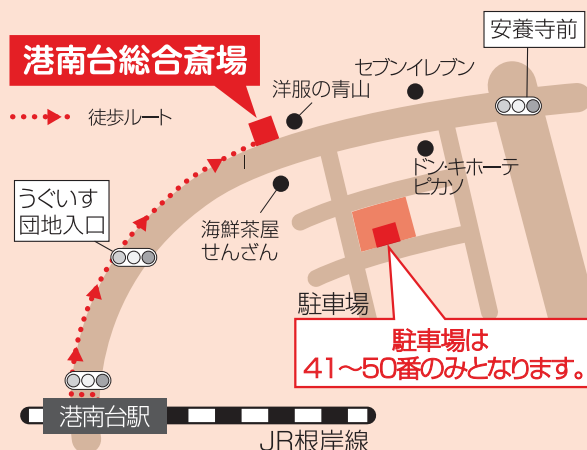 安養寺前
港南台総合斎場
セブンイレブン
洋服の青山
徒歩ルート
ドン・キホーテ
ピカソ
うぐいす
団地入口
海鮮茶屋
せんざん
駐車場
駐車場は
41〜50番のみとなります。
港南台駅
JR根岸線